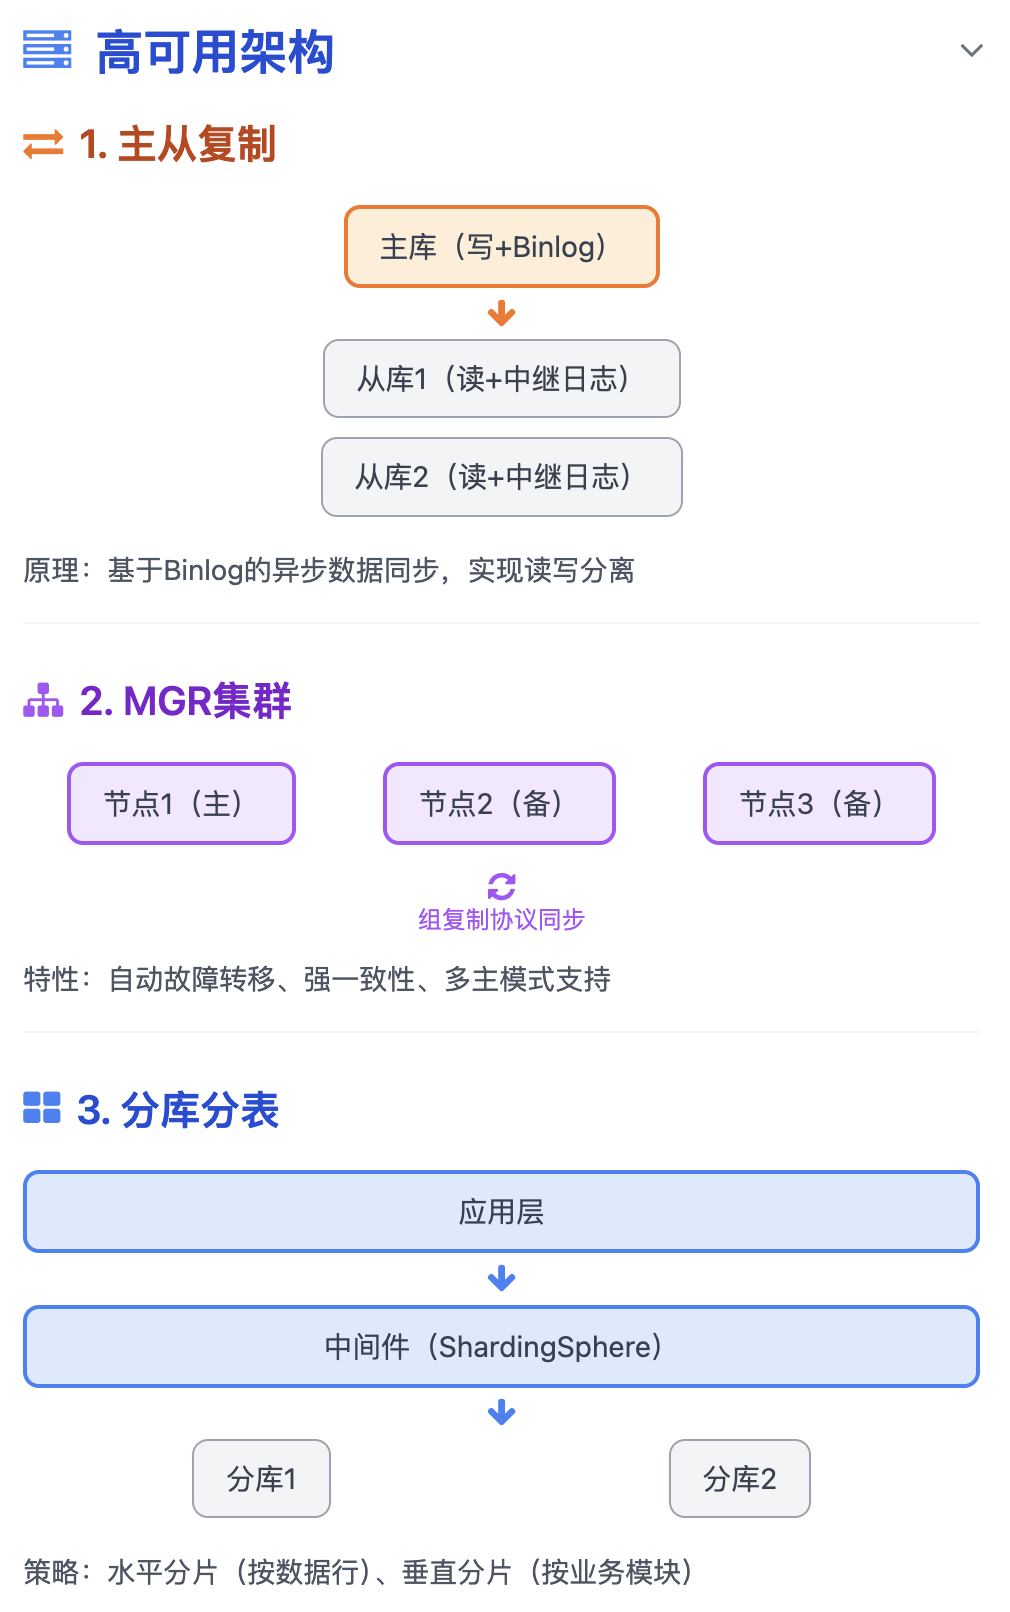 高可用架构
1. 主从复制
主库（写+Binlog）
从库1（读+中继日志）
从库2（读+中继日志）
原理：基于Binlog的异步数据同步，实现读写分离
2. MGR集群
节点1（主） 节点2（备） 节点3（备）
组复制协议同步
特性：自动故障转移、强一致性、多主模式支持
3. 分库分表
应用层
中间件（ShardingSphere）
分库1 分库2
策略：水平分片（按数据行）、垂直分片（按业务模块）